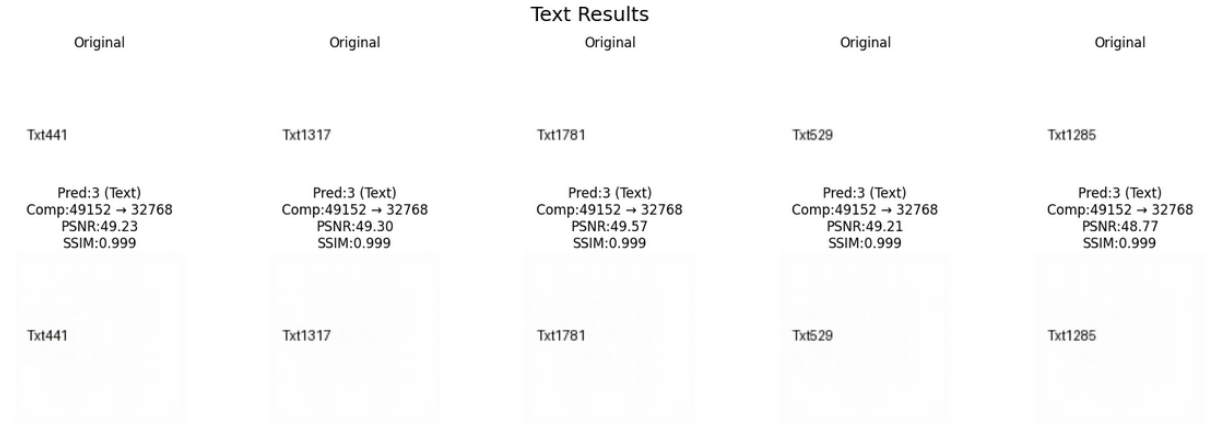 Text Results
Original Original Original Original Original
Txt441 Txt1317 Txt1781 Txt529 Txt1285
Pred:3 (Text) Pred:3 (Text) Pred:3 (Text) Pred:3 (Text) Pred:3 (Text)
Comp:49152 → 32768 Comp:49152 → 32768 Comp:49152 → 32768 Comp:49152 → 32768 Comp:49152 → 32768
PSNR:49.23 PSNR:49.30 PSNR:49.57 PSNR:49.21 PSNR:48.77
SSIM:0.999 SSIM:0.999 SSIM:0.999 SSIM:0.999 SSIM:0.999
Txt441 Txt1317 Txt1781 Txt529 Txt1285